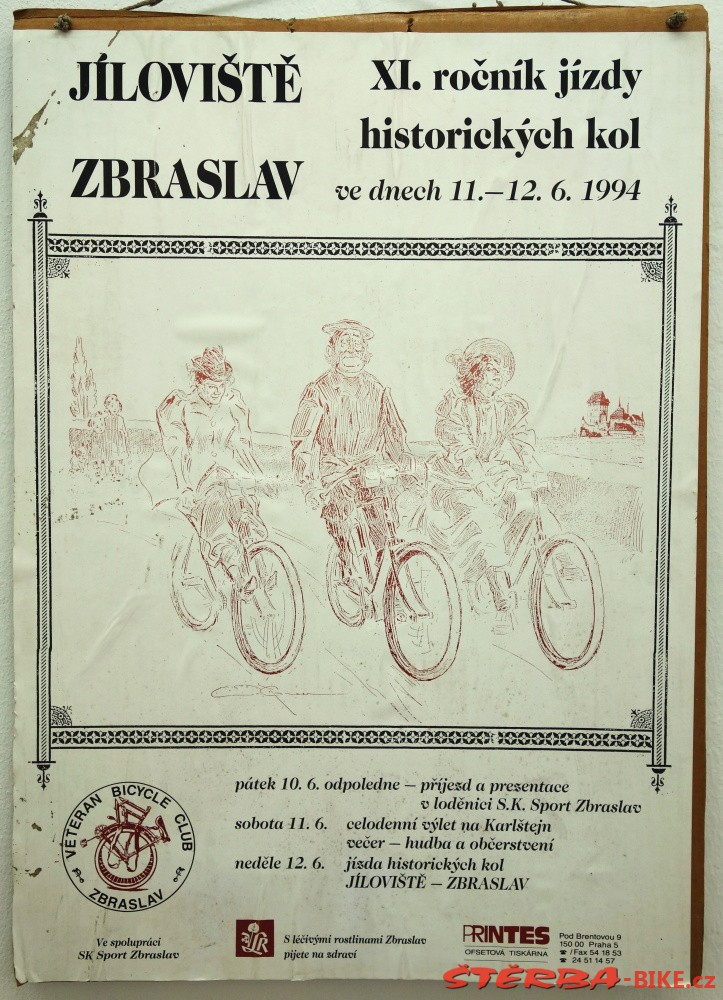 JÍLOVIŠTĚ
ZBRASLAV
XI. ročník jízdy
historických kol
ve dnech 11.–12. 6. 1994
pátek 10. 6. odpoledne – příjezd a prezentace
v loděnici S.K. Sport Zbraslav
sobota 11. 6. celodenní výlet na Karlštejn
večer – hudba a občerstvení
neděle 12. 6. jízda historických kol
JÍLOVIŠTĚ – ZBRASLAV
VETERAN BICYCLE CLUB
ZBRASLAV
Ve spolupráci
SK Sport Zbraslav
S léčivými rostlinami Zbraslav
pijete na zdraví
PRINTES
OFSETOVÁ TISKÁRNA
Pod Brentovou 9
150 00 Praha 5
☎/Fax 54 18 53
☎ 24 51 14 57
ŠTĚRBA-BIKE.cz